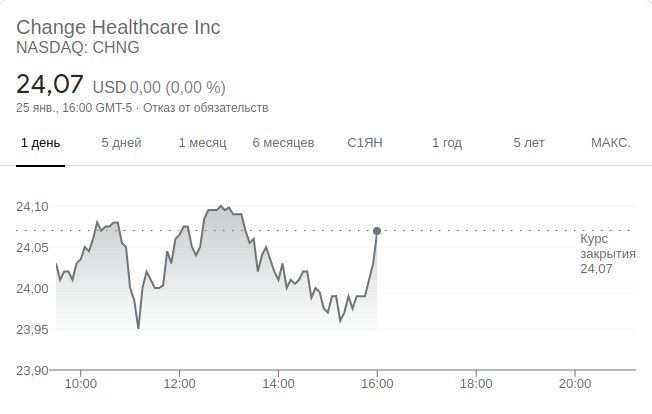 Change Healthcare Inc
NASDAQ: CHNG
24,07 USD 0,00 (0,00 %)
25 янв., 16:00 GMT-5 · Отказ от обязательств
1 день 5 дней 1 месяц 6 месяцев С1ЯН 1 год 5 лет МАКС.
24,10
24,05
24,00
23,95
23,90
Курс
закрытия
24,07
10:00 12:00 14:00 16:00 18:00 20:00